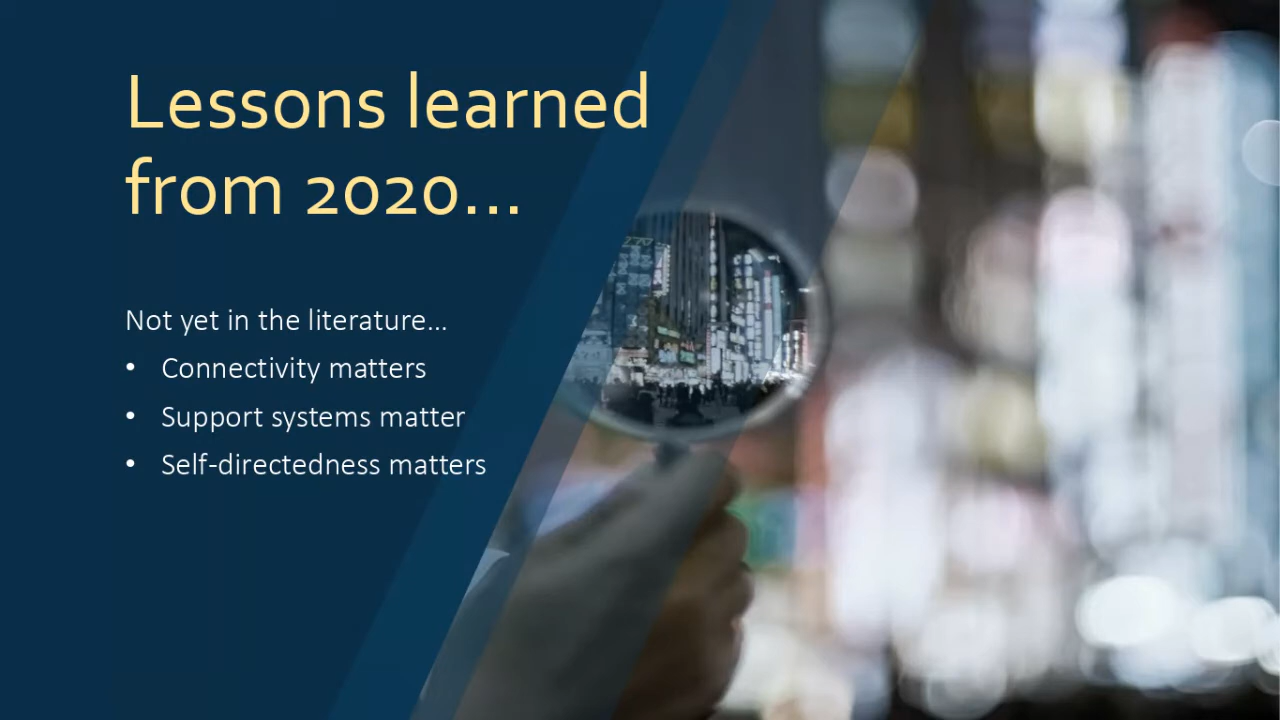 Lessons learned
from 2020...
Not yet in the literature...
• Connectivity matters
• Support systems matter
• Self-directedness matters